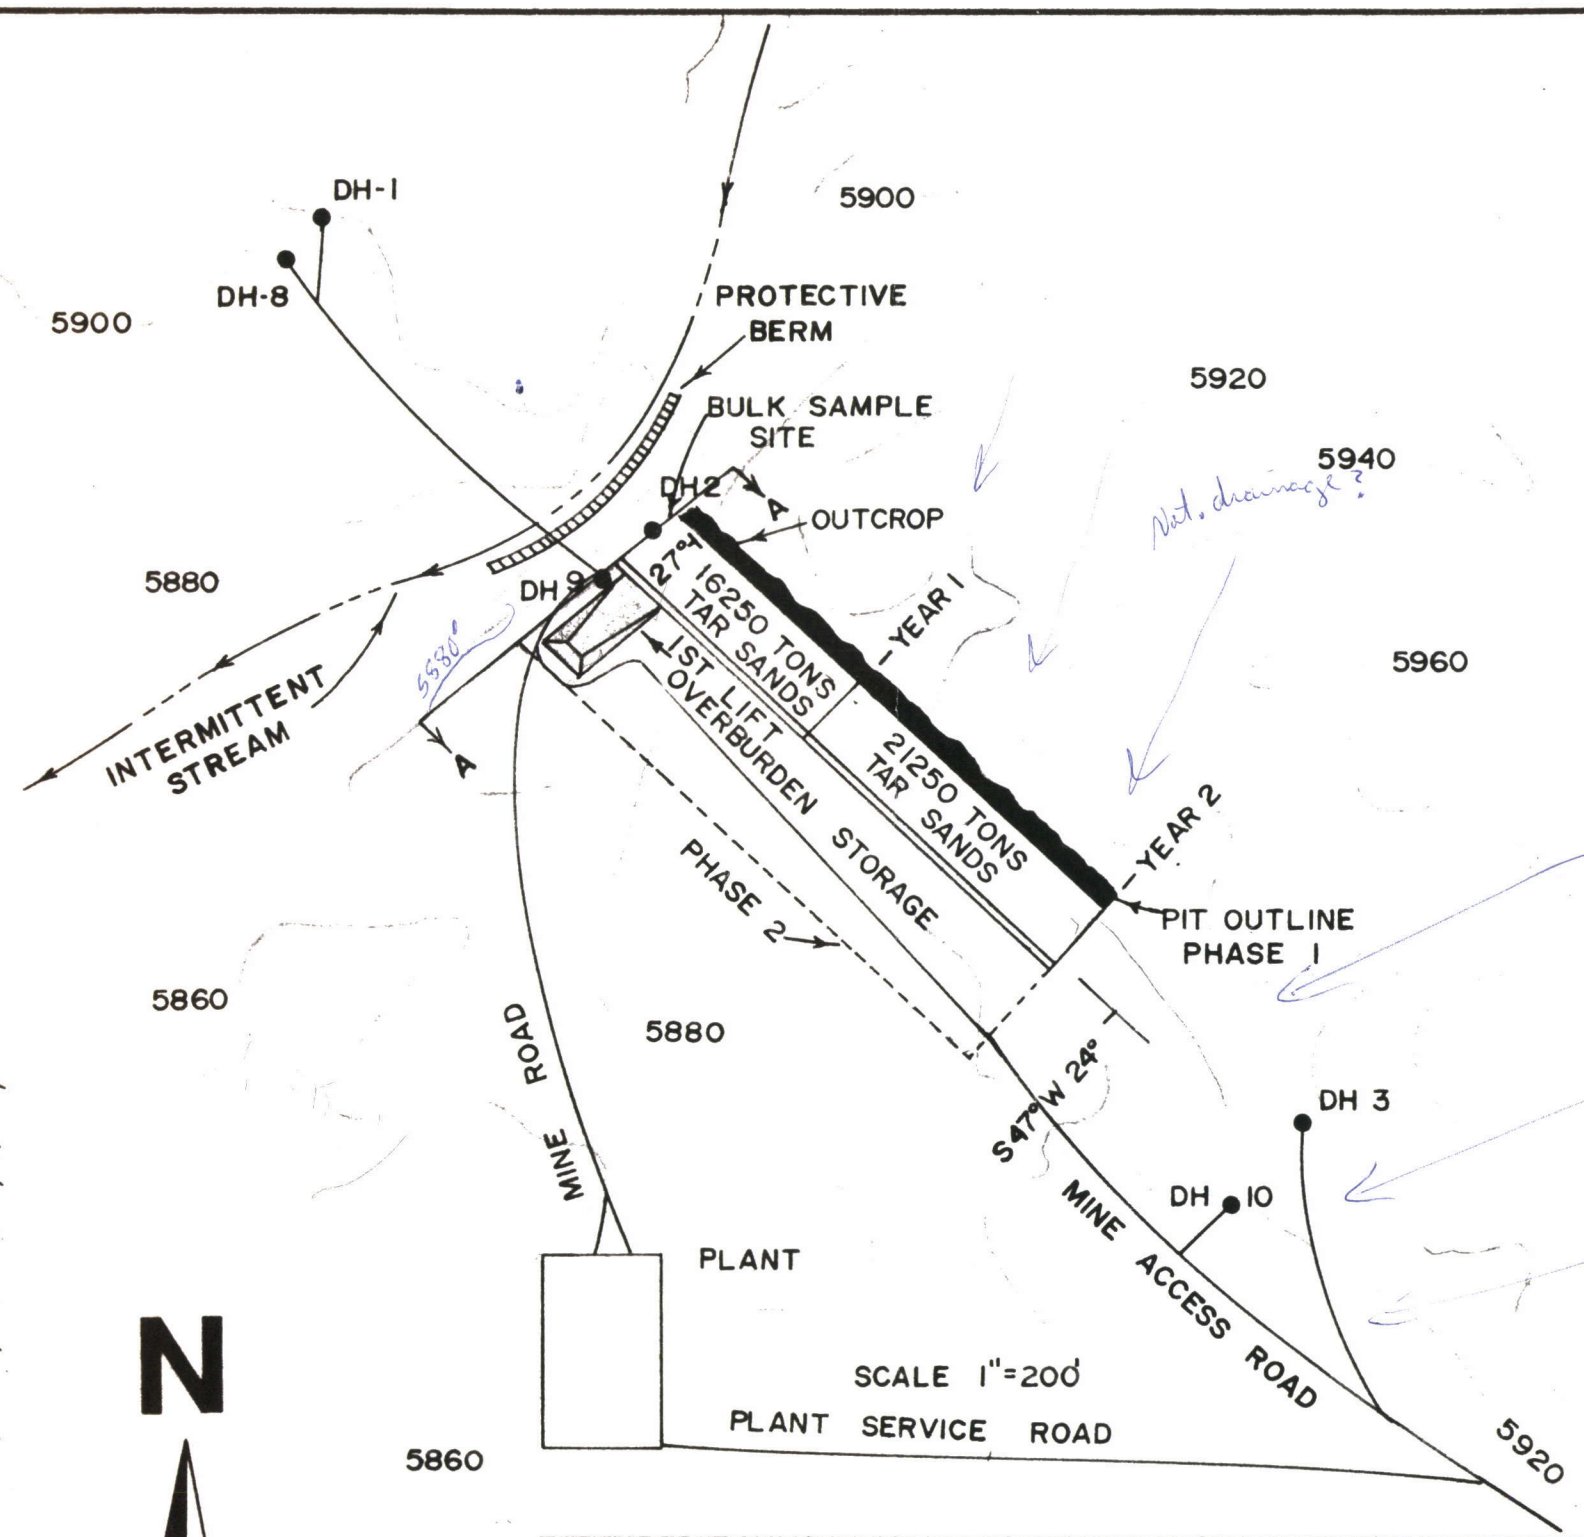 DH-1
5900
DH-8
5900
PROTECTIVE
BERM
5920
BULK SAMPLE
SITE
5940
Nat. drainage?
DH2
A
OUTCROP
27°
5880
DH 9
16250 TONS
TAR SANDS
YEAR 1
5880'
1ST LIFT
OVERBURDEN STORAGE
5960
INTERMITTENT
STREAM
A
21250 TONS
TAR SANDS
YEAR 2
PHASE 2
PIT OUTLINE
PHASE 1
5860
MINE ROAD
5880
S 47° W 24°
DH 3
DH 10
MINE
MINE ACCESS ROAD
PLANT
N
SCALE 1"=200'
PLANT SERVICE ROAD
5860
5920